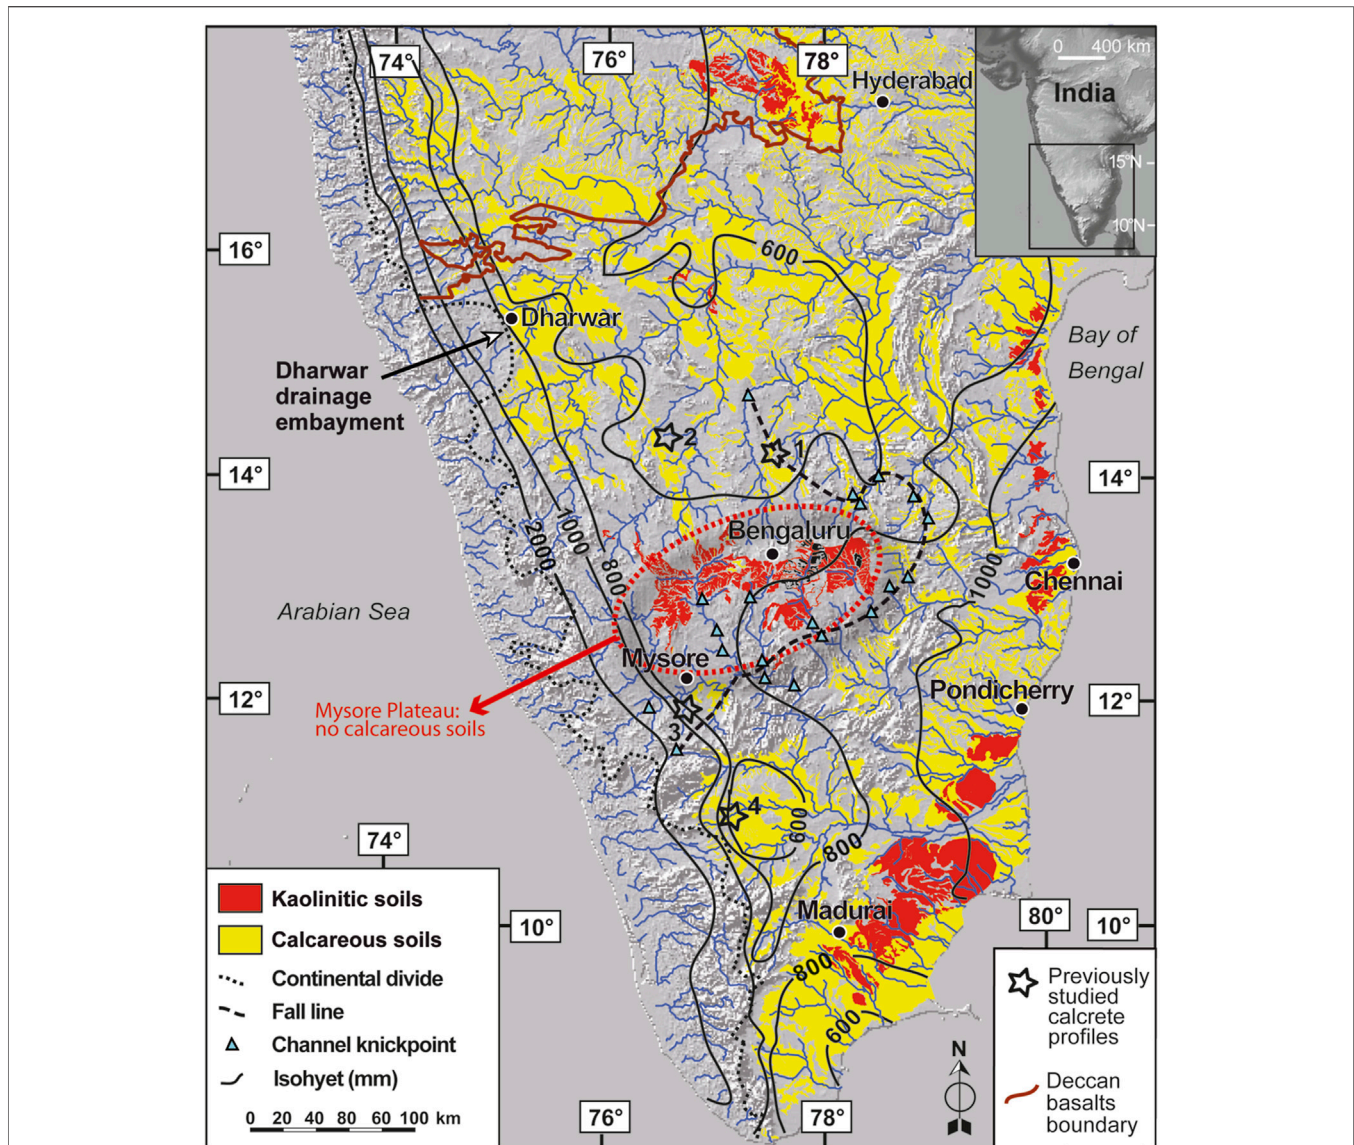 74°
76°
78°
Hyderabad
0 400 km
India
15°N
10°N
16°
600
Dharwar
Bay of
Bengal
Dharwar
drainage
embayment
2
1
14°
14°
2000
1000
800
Bengaluru
1000
Chennai
Arabian Sea
Mysore
12°
Mysore Plateau:
no calcareous soils
3
Pondicherry
12°
4
600
800
74°
Madurai
80°
10°
10°
800
600
Kaolinitic soils
Calcareous soils
Continental divide
Fall line
Channel knickpoint
Isohyet (mm)
0 20 40 60 80 100 km
76°
78°
N
Previously
studied
calcrete
profiles
Deccan
basalts
boundary